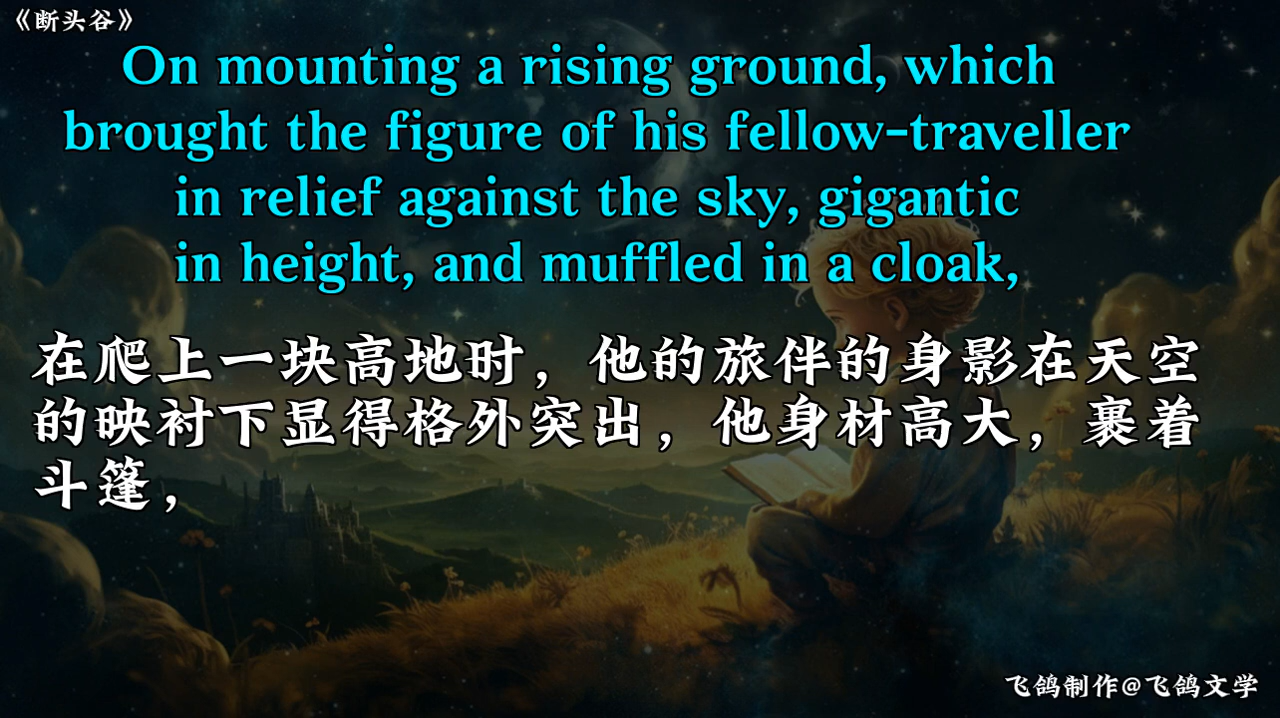 《断头谷》
On mounting a rising ground, which
brought the figure of his fellow-traveller
in relief against the sky, gigantic
in height, and muffled in a cloak,
在爬上一块高地时，他的旅伴的身影在天空
的映衬下显得格外突出，他身材高大，裹着
斗篷，
飞鸽制作@飞鸽文学